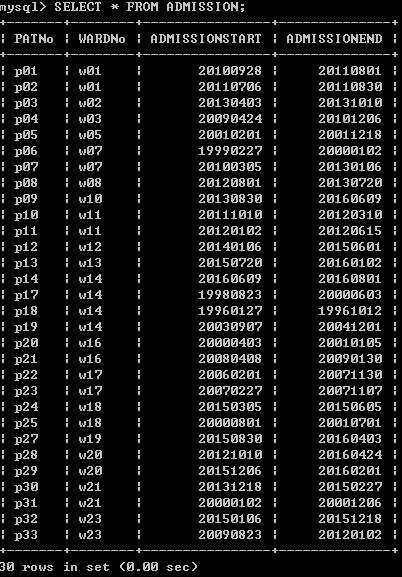 mysql> SELECT * FROM ADMISSION;
+-------+--------+----------------+--------------+
¦ PATNo ¦ WARDNo ¦ ADMISSIONSTART ¦ ADMISSIONEND ¦
+-------+--------+----------------+--------------+
¦ p01 ¦ w01 ¦ 20100928 ¦ 20110801 ¦
¦ p02 ¦ w01 ¦ 20110706 ¦ 20110830 ¦
¦ p03 ¦ w02 ¦ 20130403 ¦ 20131010 ¦
¦ p04 ¦ w03 ¦ 20090424 ¦ 20101206 ¦
¦ p05 ¦ w05 ¦ 20010201 ¦ 20011218 ¦
¦ p06 ¦ w07 ¦ 19990227 ¦ 20000102 ¦
¦ p07 ¦ w07 ¦ 20100305 ¦ 20130106 ¦
¦ p08 ¦ w08 ¦ 20120801 ¦ 20130720 ¦
¦ p09 ¦ w10 ¦ 20130830 ¦ 20160609 ¦
¦ p10 ¦ w11 ¦ 20111010 ¦ 20120310 ¦
¦ p11 ¦ w11 ¦ 20120102 ¦ 20120615 ¦
¦ p12 ¦ w12 ¦ 20140106 ¦ 20150601 ¦
¦ p13 ¦ w13 ¦ 20150720 ¦ 20160102 ¦
¦ p14 ¦ w14 ¦ 20160609 ¦ 20160801 ¦
¦ p17 ¦ w14 ¦ 19980823 ¦ 20000603 ¦
¦ p18 ¦ w14 ¦ 19960127 ¦ 19961012 ¦
¦ p19 ¦ w14 ¦ 20030907 ¦ 20041201 ¦
¦ p20 ¦ w16 ¦ 20000403 ¦ 20010105 ¦
¦ p21 ¦ w16 ¦ 20080408 ¦ 20090130 ¦
¦ p22 ¦ w17 ¦ 20060201 ¦ 20071130 ¦
¦ p23 ¦ w17 ¦ 20070227 ¦ 20071107 ¦
¦ p24 ¦ w18 ¦ 20150305 ¦ 20150605 ¦
¦ p25 ¦ w18 ¦ 20000801 ¦ 20010701 ¦
¦ p27 ¦ w19 ¦ 20150830 ¦ 20160403 ¦
¦ p28 ¦ w20 ¦ 20121010 ¦ 20160424 ¦
¦ p29 ¦ w20 ¦ 20151206 ¦ 20160201 ¦
¦ p30 ¦ w21 ¦ 20131218 ¦ 20150227 ¦
¦ p31 ¦ w21 ¦ 20000102 ¦ 20001206 ¦
¦ p32 ¦ w23 ¦ 20150106 ¦ 20151218 ¦
¦ p33 ¦ w23 ¦ 20090823 ¦ 20120102 ¦
+-------+--------+----------------+--------------+
30 rows in set (0.00 sec)